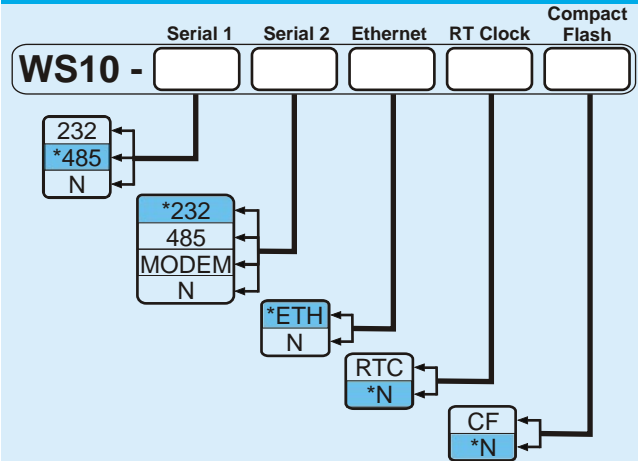 Compact
Serial 1 Serial 2 Ethernet RT Clock Flash
WS10 -
232
*485
N
*232
485
MODEM
N
*ETH
N
RTC
*N
CF
*N